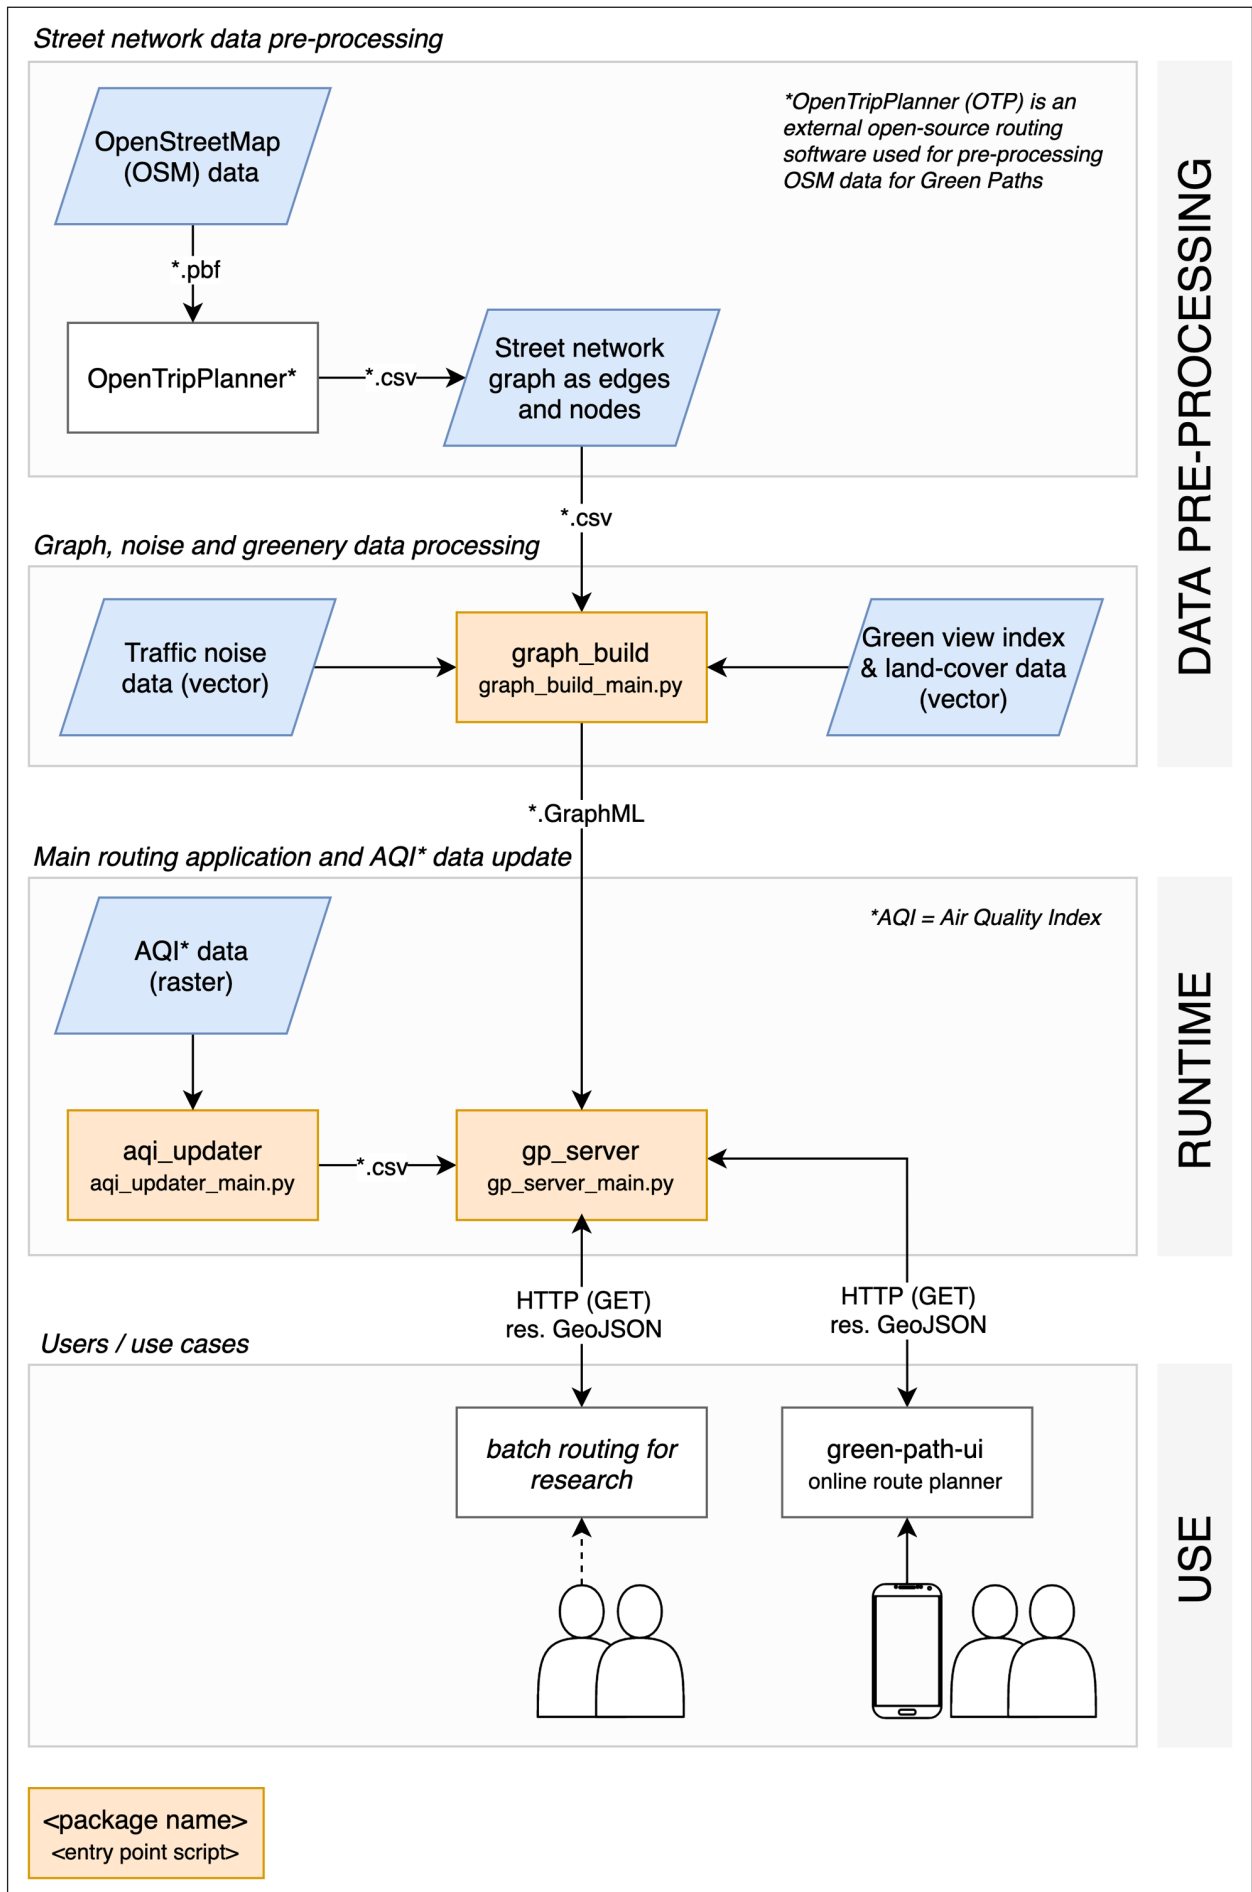 Street network data pre-processing
OpenStreetMap
(OSM) data
*OpenTripPlanner (OTP) is an
external open-source routing
software used for pre-processing
OSM data for Green Paths
*.pbf
OpenTripPlanner*
*.csv
Street network
graph as edges
and nodes
DATA PRE-PROCESSING
*.csv
Graph, noise and greenery data processing
Traffic noise
data (vector)
graph_build
graph_build_main.py
Green view index
& land-cover data
(vector)
*.GraphML
Main routing application and AQI* data update
AQI* data
(raster)
*AQI = Air Quality Index
RUNTIME
aqi_updater
aqi_updater_main.py
*.csv
gp_server
gp_server_main.py
HTTP (GET)
res. GeoJSON
HTTP (GET)
res. GeoJSON
Users / use cases
batch routing for
research
green-path-ui
online route planner
USE
<package name>
<entry point script>